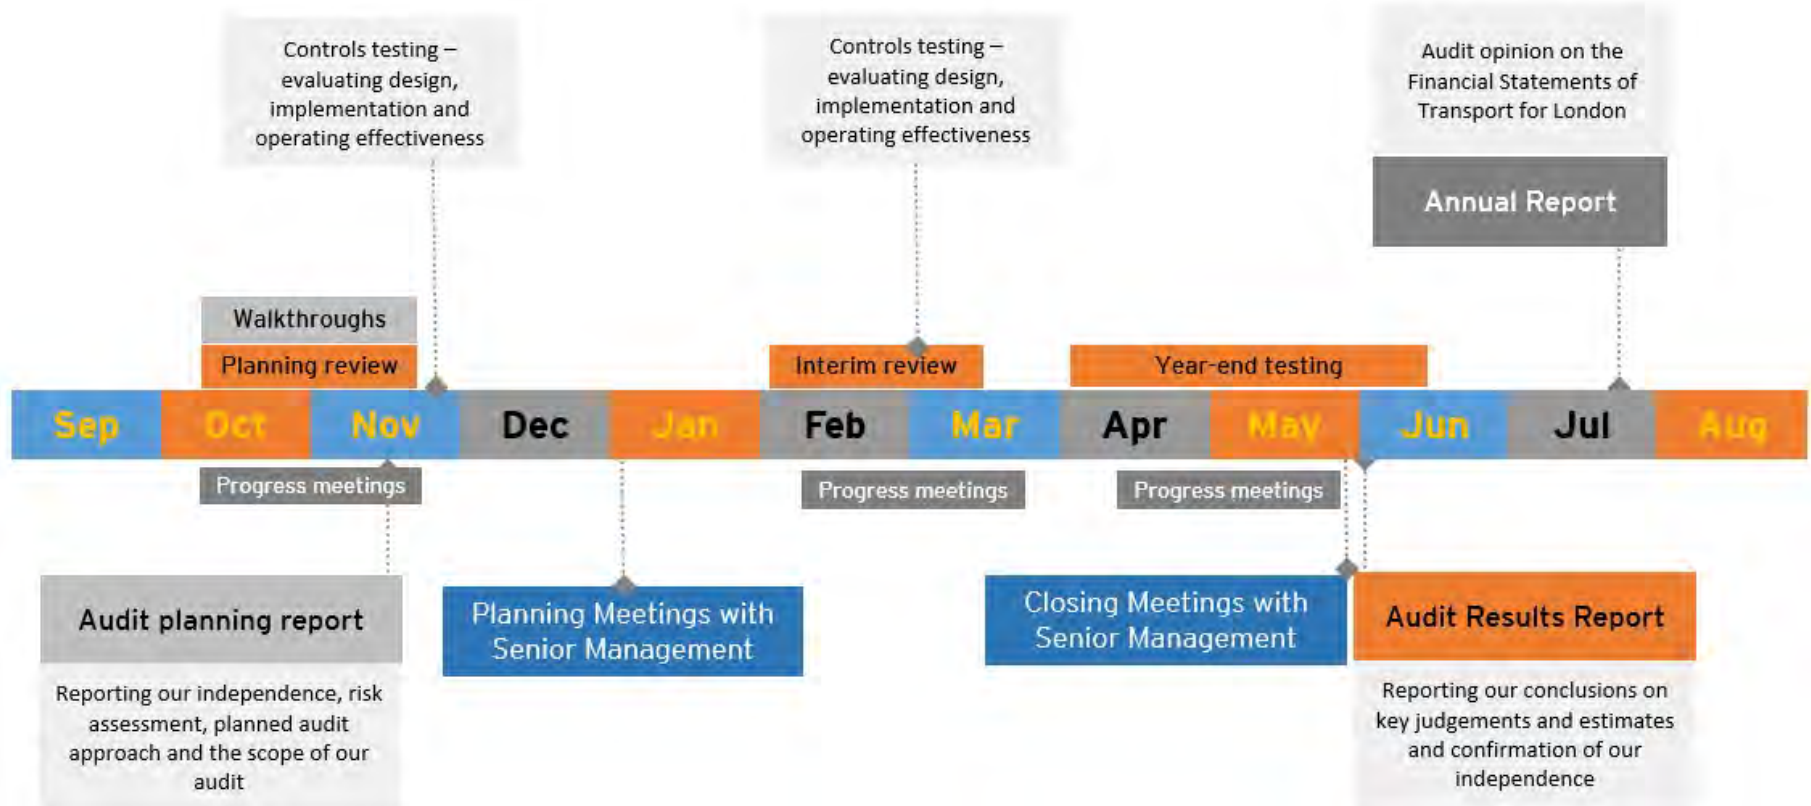 Controls testing –
evaluating design,
implementation and
operating effectiveness
Controls testing –
evaluating design,
implementation and
operating effectiveness
Audit opinion on the
Financial Statements of
Transport for London
Annual Report
Walkthroughs
Planning review
Interim review
Year-end testing
Sep
Oct
Nov
Dec
Jan
Feb
Mar
Apr
May
Jun
Jul
Aug
Progress meetings
Progress meetings
Progress meetings
Audit planning report
Reporting our independence, risk
assessment, planned audit
approach and the scope of our
audit
Planning Meetings with
Senior Management
Closing Meetings with
Senior Management
Audit Results Report
Reporting our conclusions on
key judgements and estimates
and confirmation of our
independence